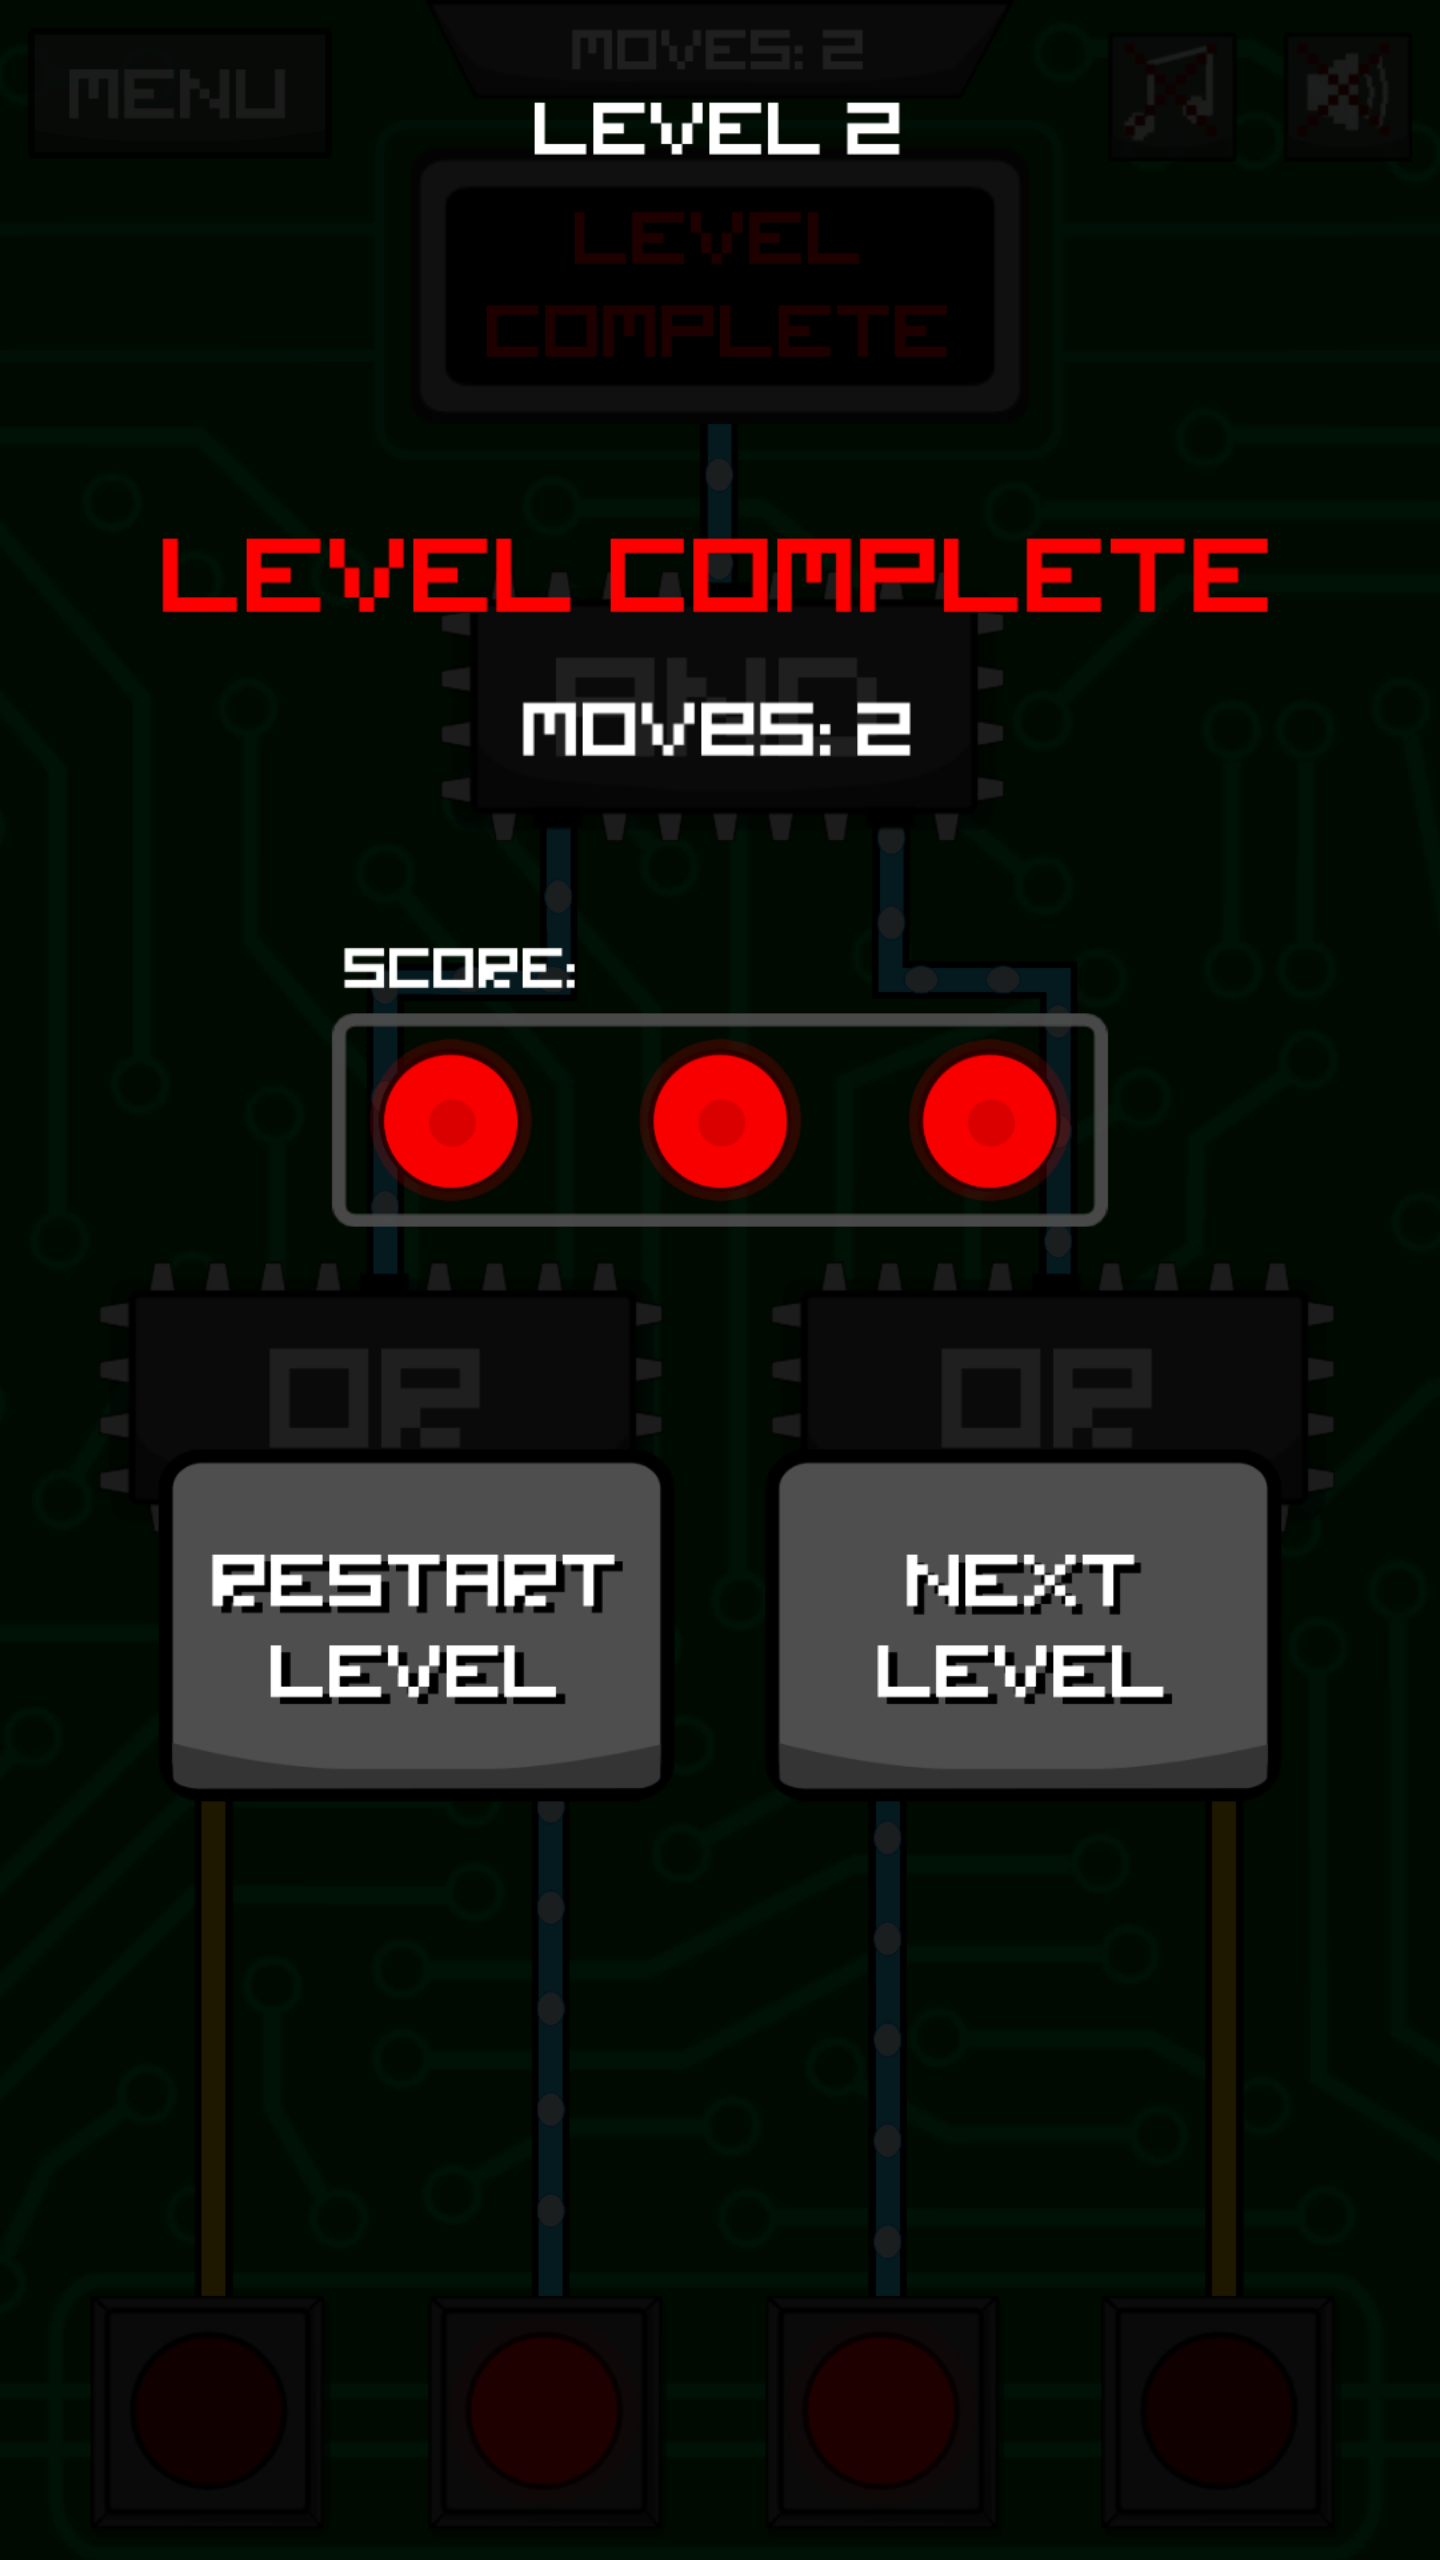 MENU
MOVES: 2
LEVEL 2
LEVEL
COMPLETE
LEVEL COMPLETE
AND
MOVES: 2
SCORE:
OR
OR
RESTART
LEVEL
NEXT
LEVEL